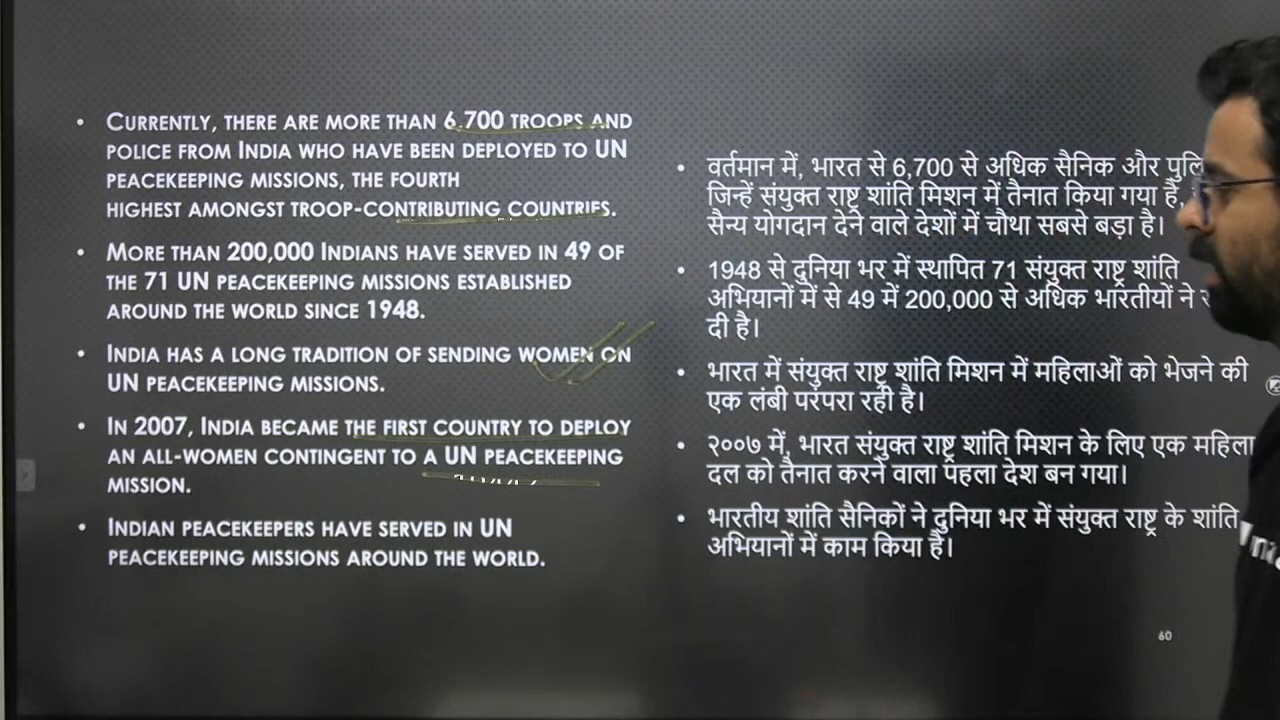 • CURRENTLY, THERE ARE MORE THAN 6,700 TROOPS AND
POLICE FROM INDIA WHO HAVE BEEN DEPLOYED TO UN
PEACEKEEPING MISSIONS, THE FOURTH
HIGHEST AMONGST TROOP-CONTRIBUTING COUNTRIES.
• MORE THAN 200,000 INDIANS HAVE SERVED IN 49 OF
THE 71 UN PEACEKEEPING MISSIONS ESTABLISHED
AROUND THE WORLD SINCE 1948.
• INDIA HAS A LONG TRADITION OF SENDING WOMEN ON
UN PEACEKEEPING MISSIONS.
• IN 2007, INDIA BECAME THE FIRST COUNTRY TO DEPLOY
AN ALL-WOMEN CONTINGENT TO A UN PEACEKEEPING
MISSION.
• INDIAN PEACEKEEPERS HAVE SERVED IN UN
PEACEKEEPING MISSIONS AROUND THE WORLD.
• वर्तमान में, भारत से 6,700 से अधिक सैनिक और
जिन्हें संयुक्त राष्ट्र शांति मिशन में तैनात किया गया है,
सैन्य योगदान देने वाले देशों में चौथा सबसे बड़ा है।
• 1948 से दुनिया भर में स्थापित 71 संयुक्त राष्ट्र शांति
अभियानों में से 49 में 200,000 से अधिक भारतीयों ने
दी है।
• भारत में संयुक्त राष्ट्र शांति मिशन में महिलाओं को भेजने की
एक लंबी परंपरा रही है।
• २००७ में, भारत संयुक्त राष्ट्र शांति मिशन के लिए एक महिला
दल को तैनात करने वाला पहला देश बन गया।
• भारतीय शांति सैनिकों ने दुनिया भर में संयुक्त राष्ट्र के शांति
अभियानों में काम किया है।
60